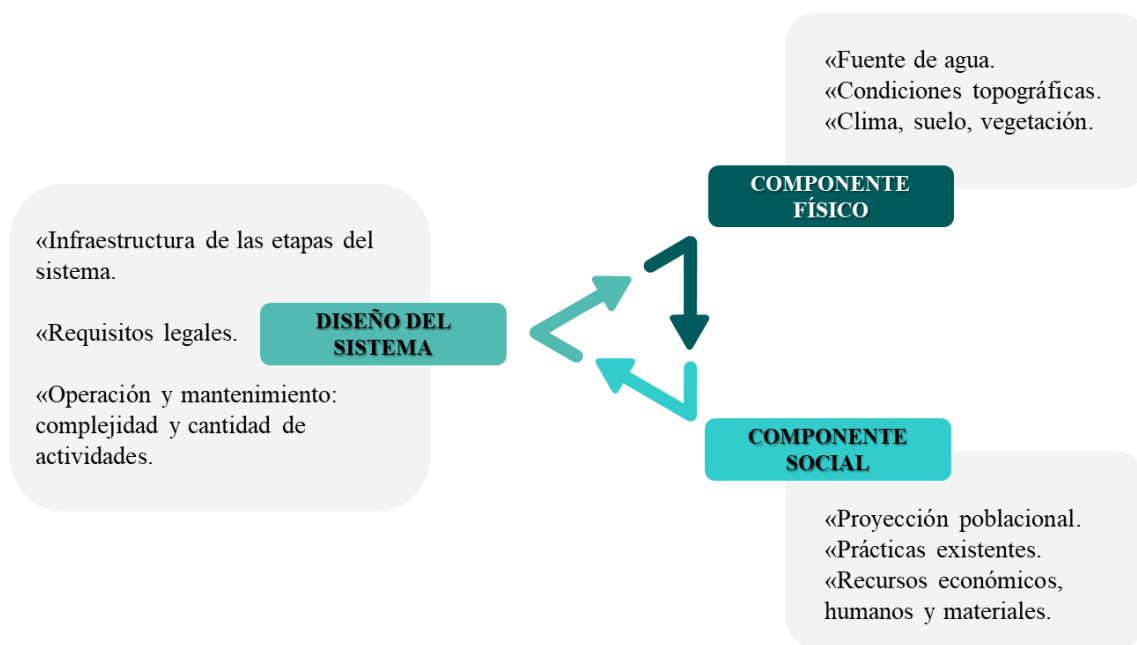 «Fuente de agua.
«Condiciones topográficas.
«Clima, suelo, vegetación.
COMPONENTE
FÍSICO
«Infraestructura de las etapas del
sistema.
«Requisitos legales.
«Operación y mantenimiento:
complejidad y cantidad de
actividades.
DISEÑO DEL
SISTEMA
COMPONENTE
SOCIAL
«Proyección poblacional.
«Prácticas existentes.
«Recursos económicos,
humanos y materiales.